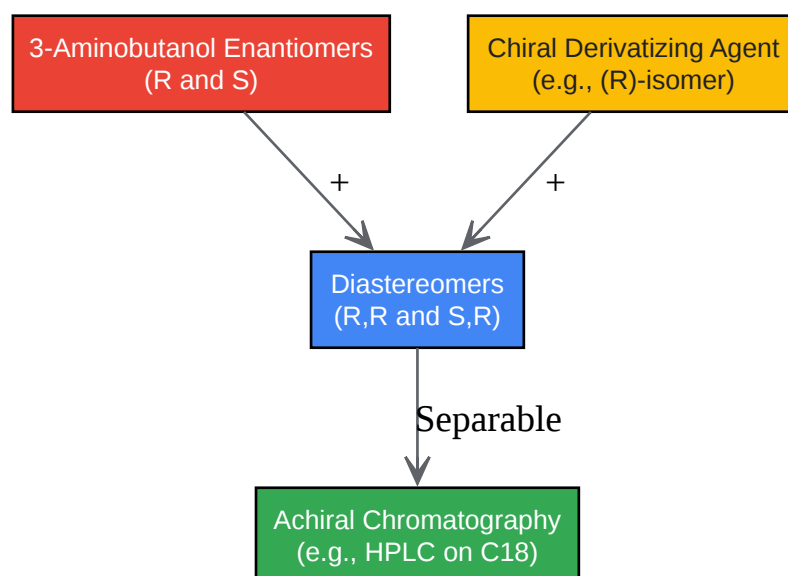 3-Aminobutanol Enantiomers
(R and S)
Chiral Derivatizing Agent
(e.g., (R)-isomer)
+
+
Diastereomers
(R,R and S,R)
Separable
Achiral Chromatography
(e.g., HPLC on C18)